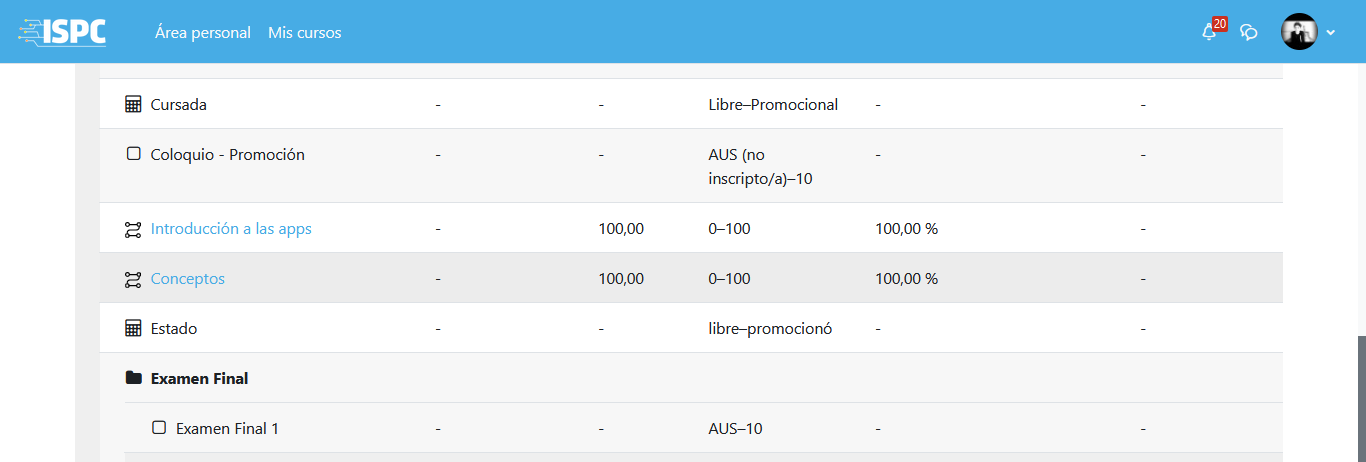 ISPC Área personal Mis cursos 20
Cursada - - Libre–Promocional - -
Coloquio - Promoción - - AUS (no - -
inscripto/a)–10
Introducción a las apps - 100,00 0–100 100,00 % -
Conceptos - 100,00 0–100 100,00 % -
Estado - - libre–promocionó - -
Examen Final
Examen Final 1 - - AUS–10 - -